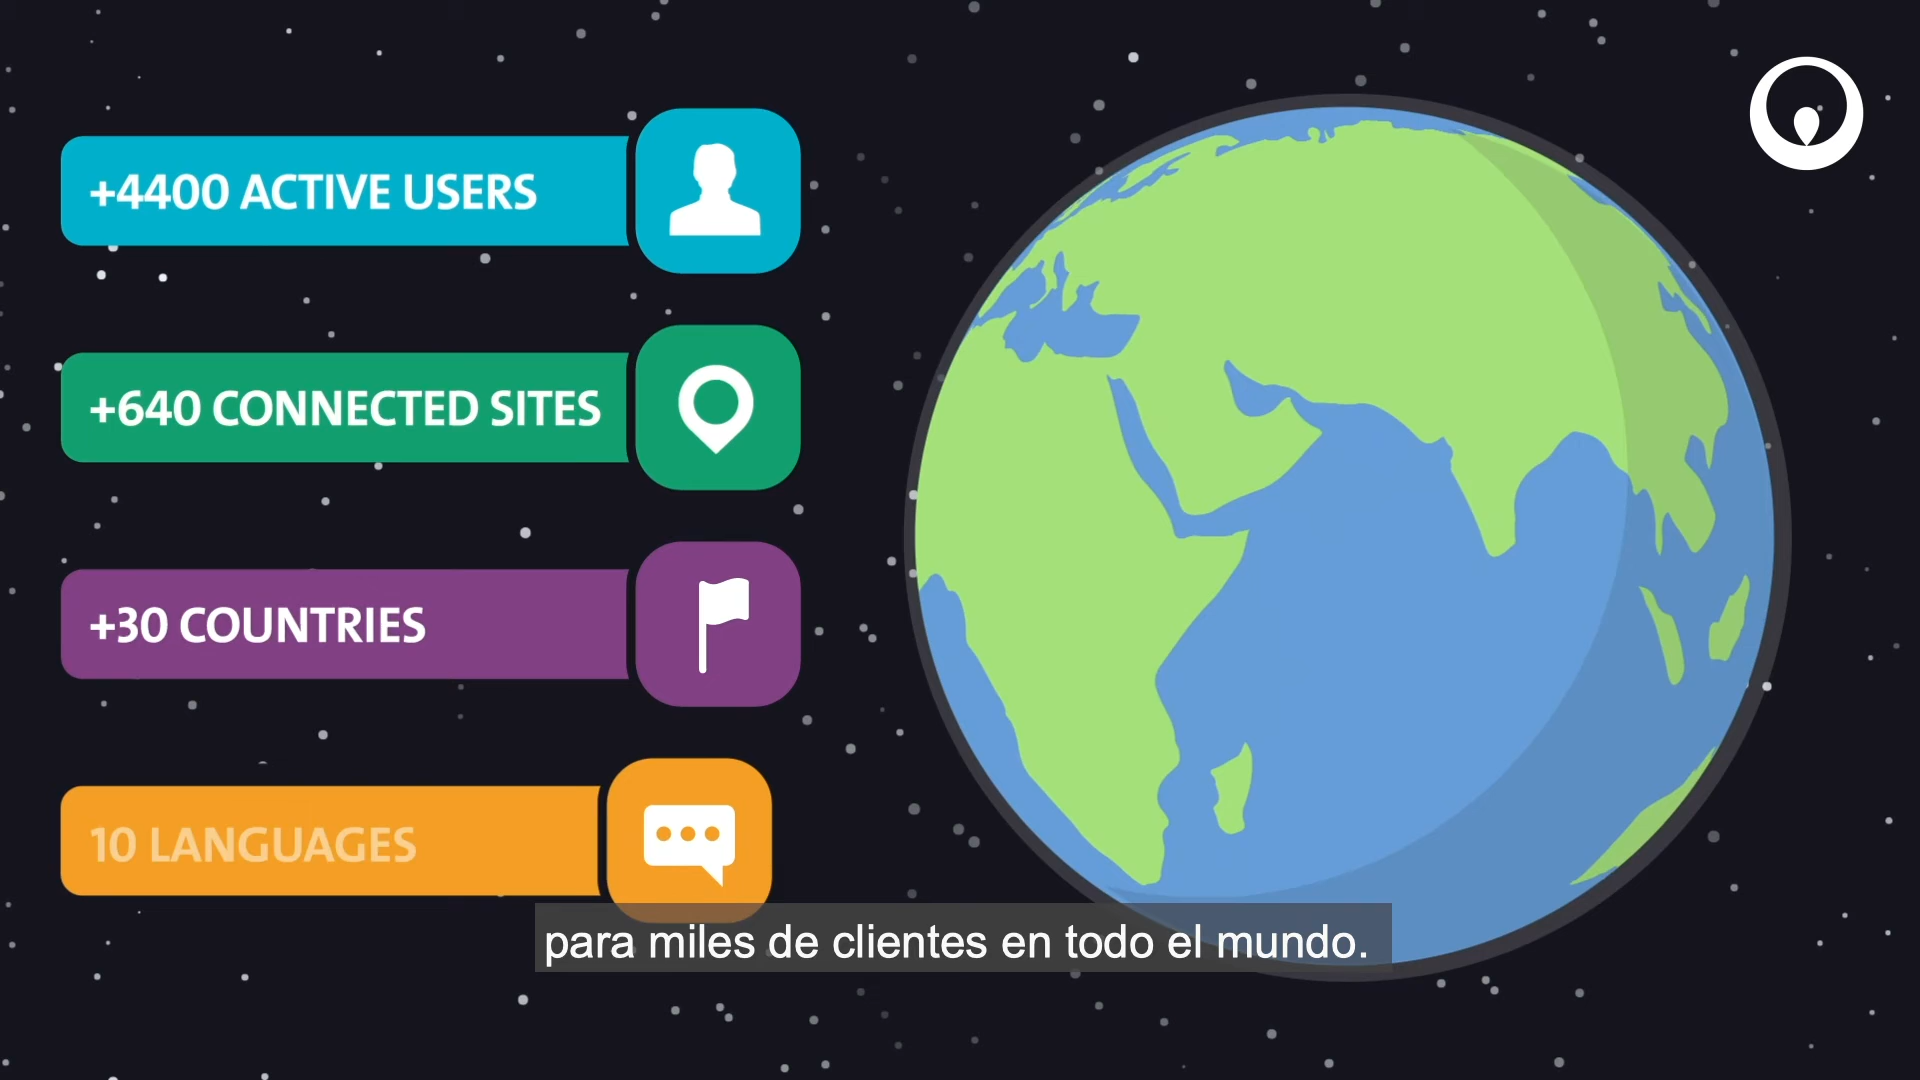 +4400 ACTIVE USERS
+640 CONNECTED SITES
+30 COUNTRIES
10 LANGUAGES
para miles de clientes en todo el mundo.